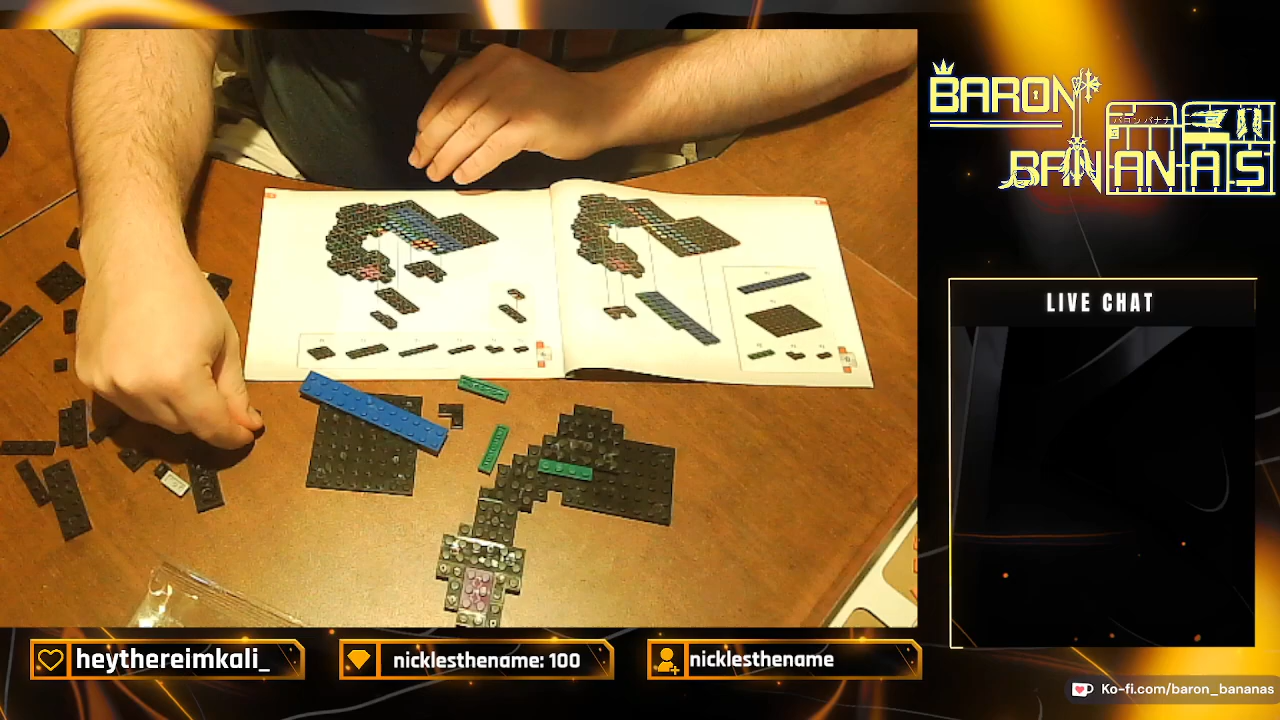 BARON
バロンバナナ
BANANAS
LIVE CHAT
heythereimkali_
nicklesthename: 100
nicklesthename
Ko-fi.com/baron_bananas